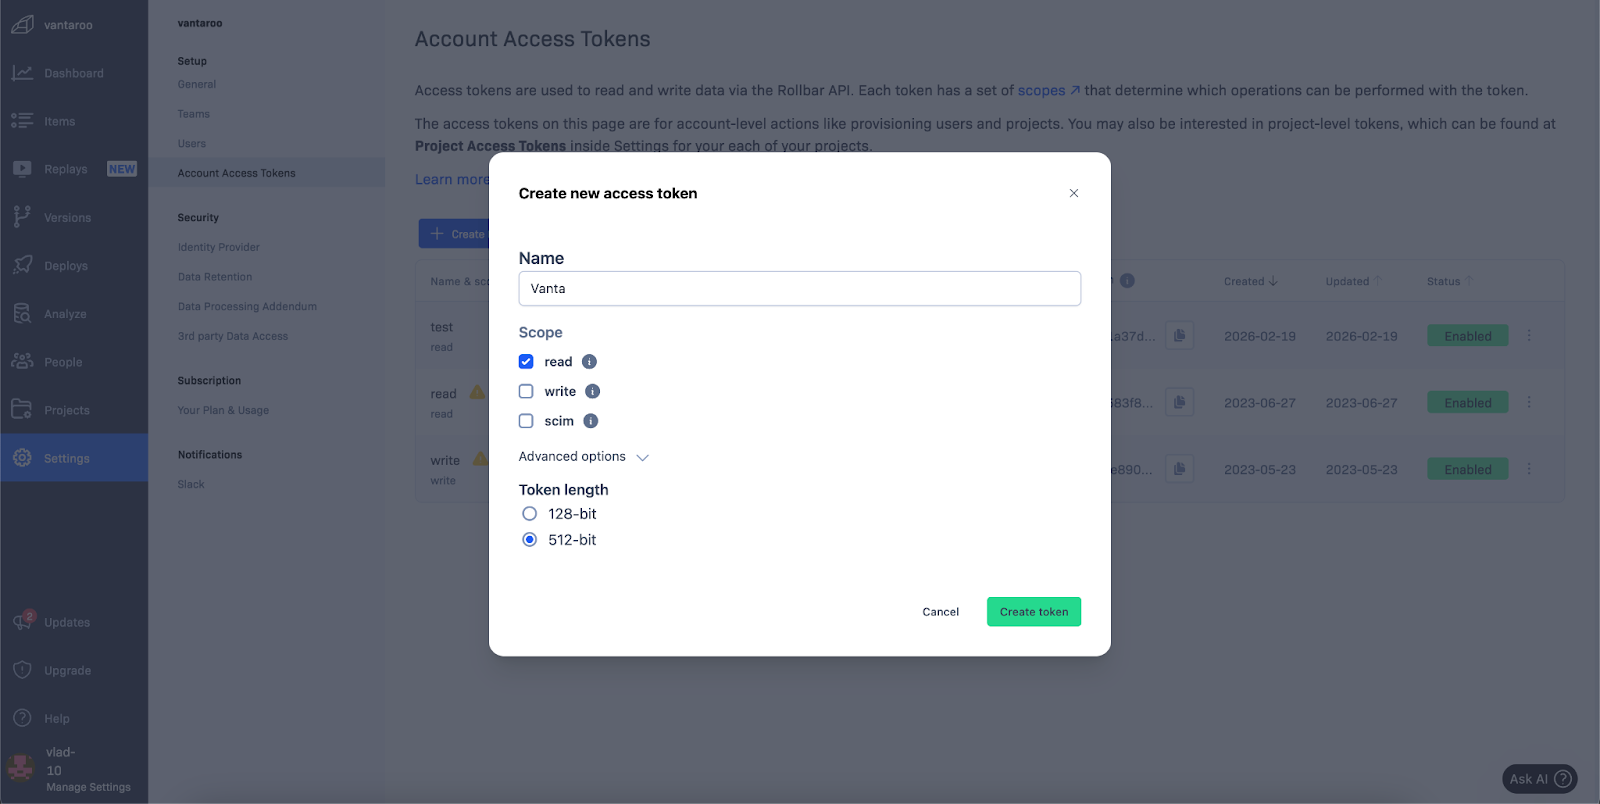 vantaroo
Dashboard
Items
Replays NEW
Versions
Deploys
Analyze
People
Projects
Settings
2
Updates
Upgrade
Help
vlad-
10
Manage Settings
vantaroo
Setup
General
Teams
Users
Account Access Tokens
Security
Identity Provider
Data Retention
Data Processing Addendum
3rd party Data Access
Subscription
Your Plan & Usage
Notifications
Slack
Account Access Tokens
Access tokens are used to read and write data via the Rollbar API. Each token has a set of scopes ↗ that determine which operations can be performed with the token.
The access tokens on this page are for account-level actions like provisioning users and projects. You may also be interested in project-level tokens, which can be found at
Project Access Tokens inside Settings for your each of your projects.
Learn more
+ Create
Name & sc
Created ↓ Updated ↑ Status ↑
test
read
a37d... 2026-02-19 2026-02-19 Enabled
read
read
83f8... 2023-06-27 2023-06-27 Enabled
write
write
e890... 2023-05-23 2023-05-23 Enabled
Create new access token
Name
Vanta
Scope
read
write
scim
Advanced options
Token length
128-bit
512-bit
Cancel
Create token
Ask AI ?